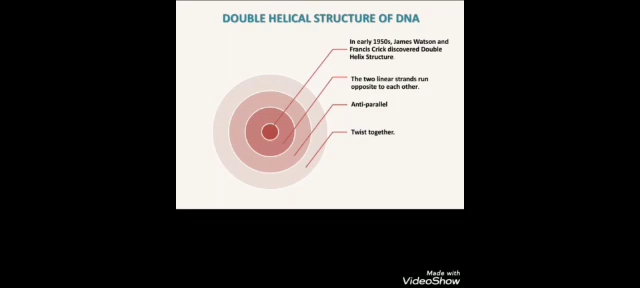 DOUBLE HELICAL STRUCTURE OF DNA
In early 1950s, James Watson and
Francis Crick discovered Double
Helix Structure.
The two linear strands run
opposite to each other.
Anti-parallel
Twist together.
Made with
VideoShow